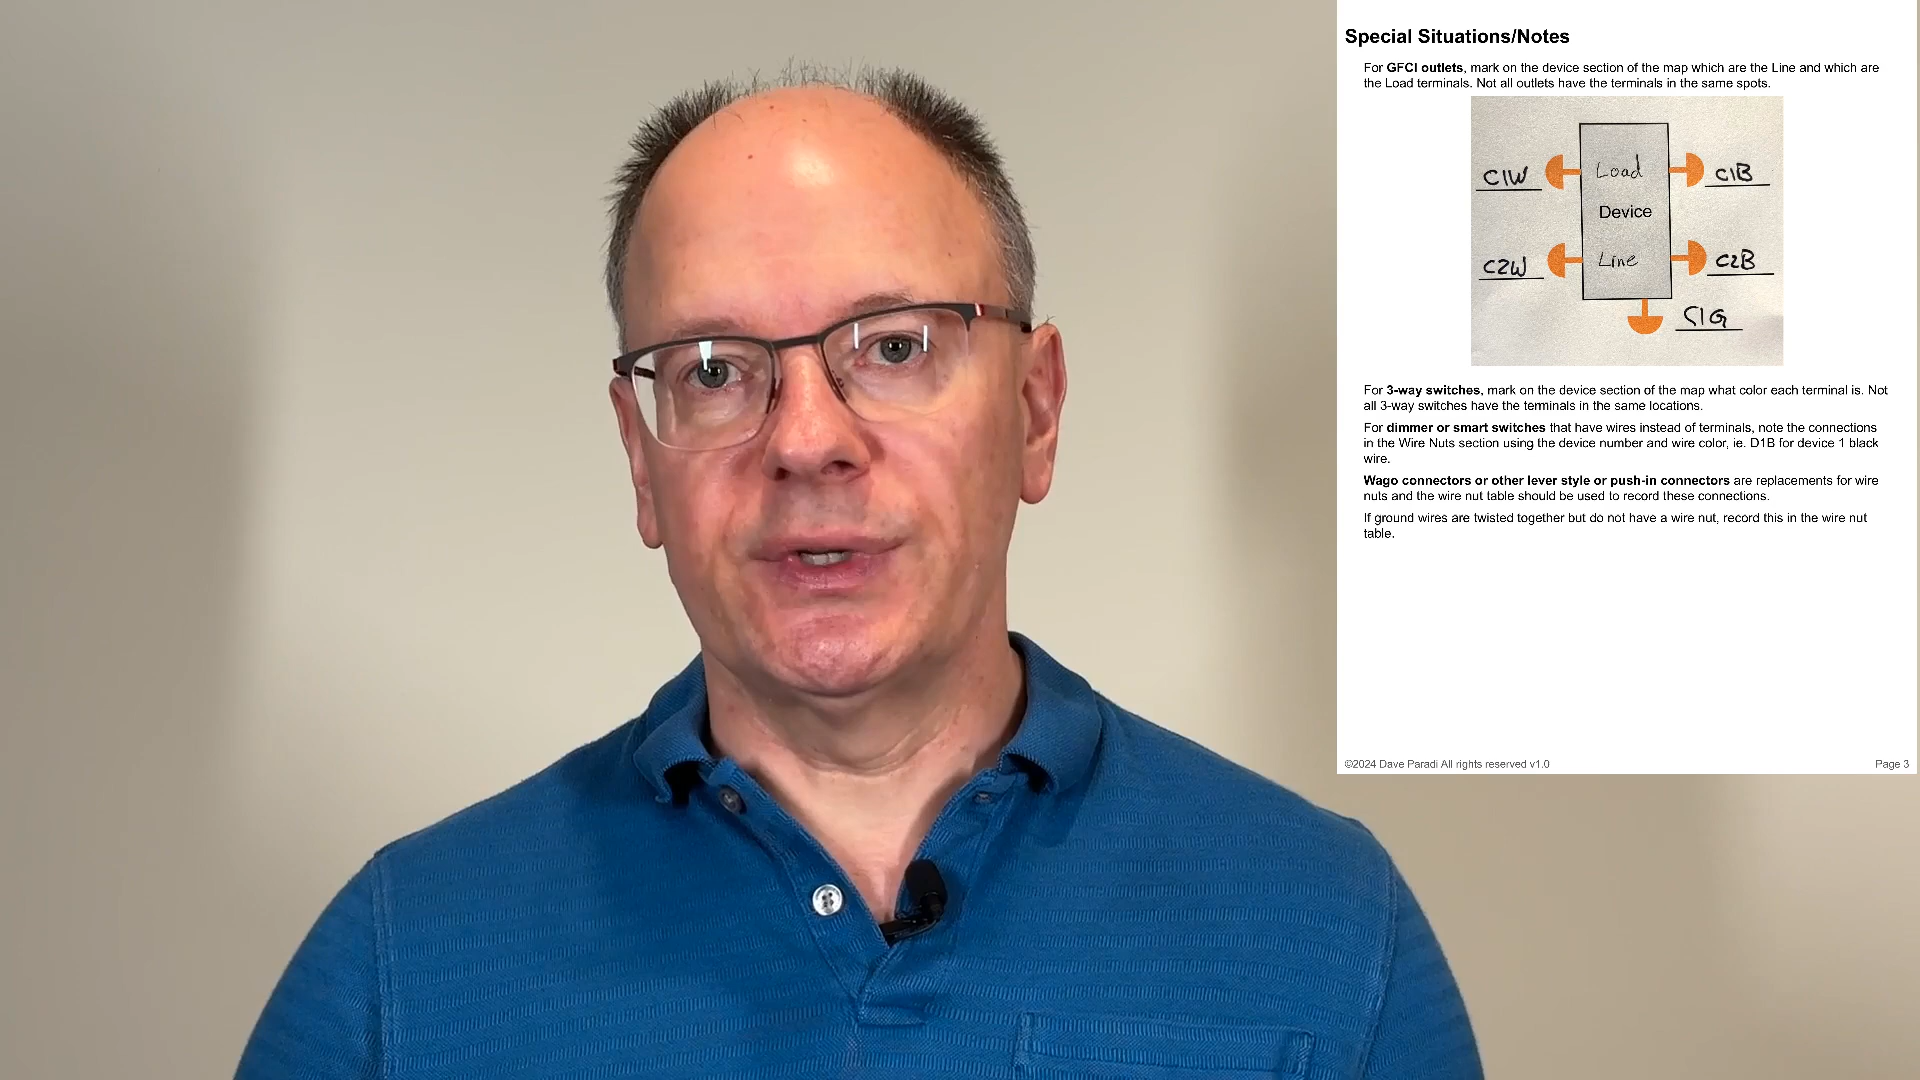 Special Situations/Notes
For GFCI outlets, mark on the device section of the map which are the Line and which are
the Load terminals. Not all outlets have the terminals in the same spots.
C1W Load C1B
Device
C2W Line C2B
S1G
For 3-way switches, mark on the device section of the map what color each terminal is. Not
all 3-way switches have the terminals in the same locations.
For dimmer or smart switches that have wires instead of terminals, note the connections
in the Wire Nuts section using the device number and wire color, ie. D1B for device 1 black
wire.
Wago connectors or other lever style or push-in connectors are replacements for wire
nuts and the wire nut table should be used to record these connections.
If ground wires are twisted together but do not have a wire nut, record this in the wire nut
table.
©2024 Dave Paradi All rights reserved v1.0 Page 3